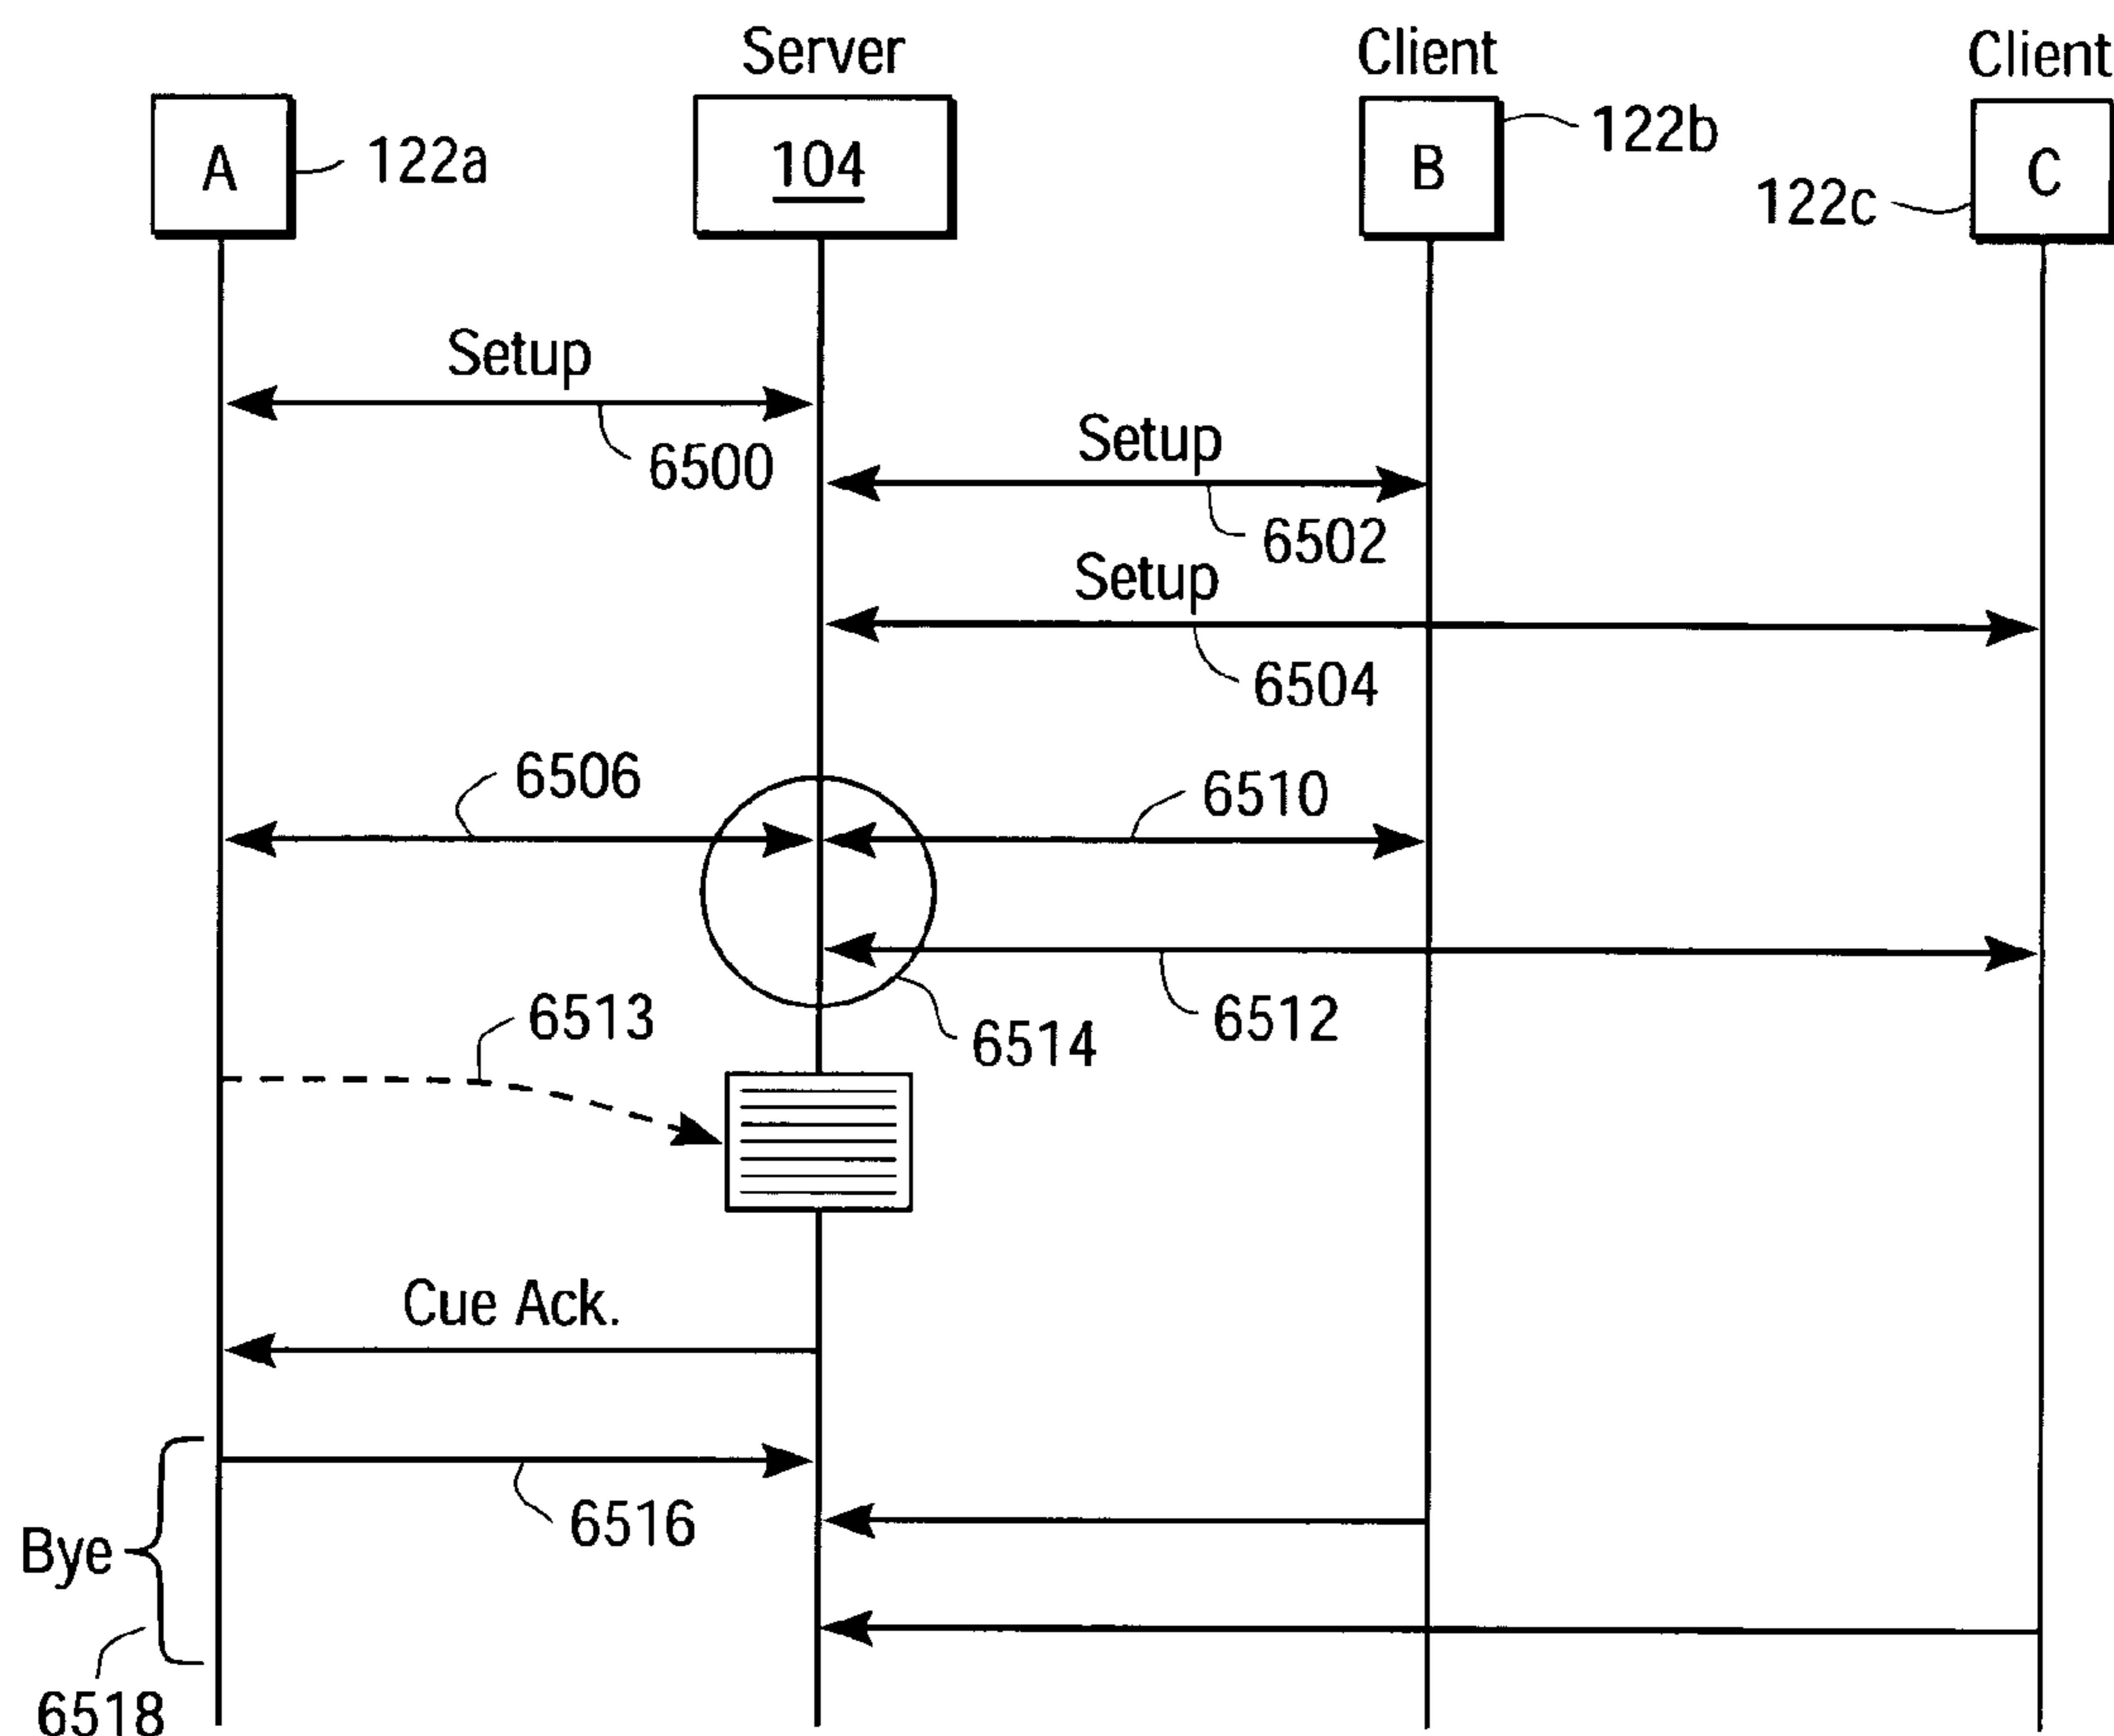 Server
Client
Client
A
122a
104
B
122b
122c
C
Setup
6500
Setup
6502
Setup
6504
6506
6510
6513
6514
6512
Cue Ack.
6516
Bye
6518